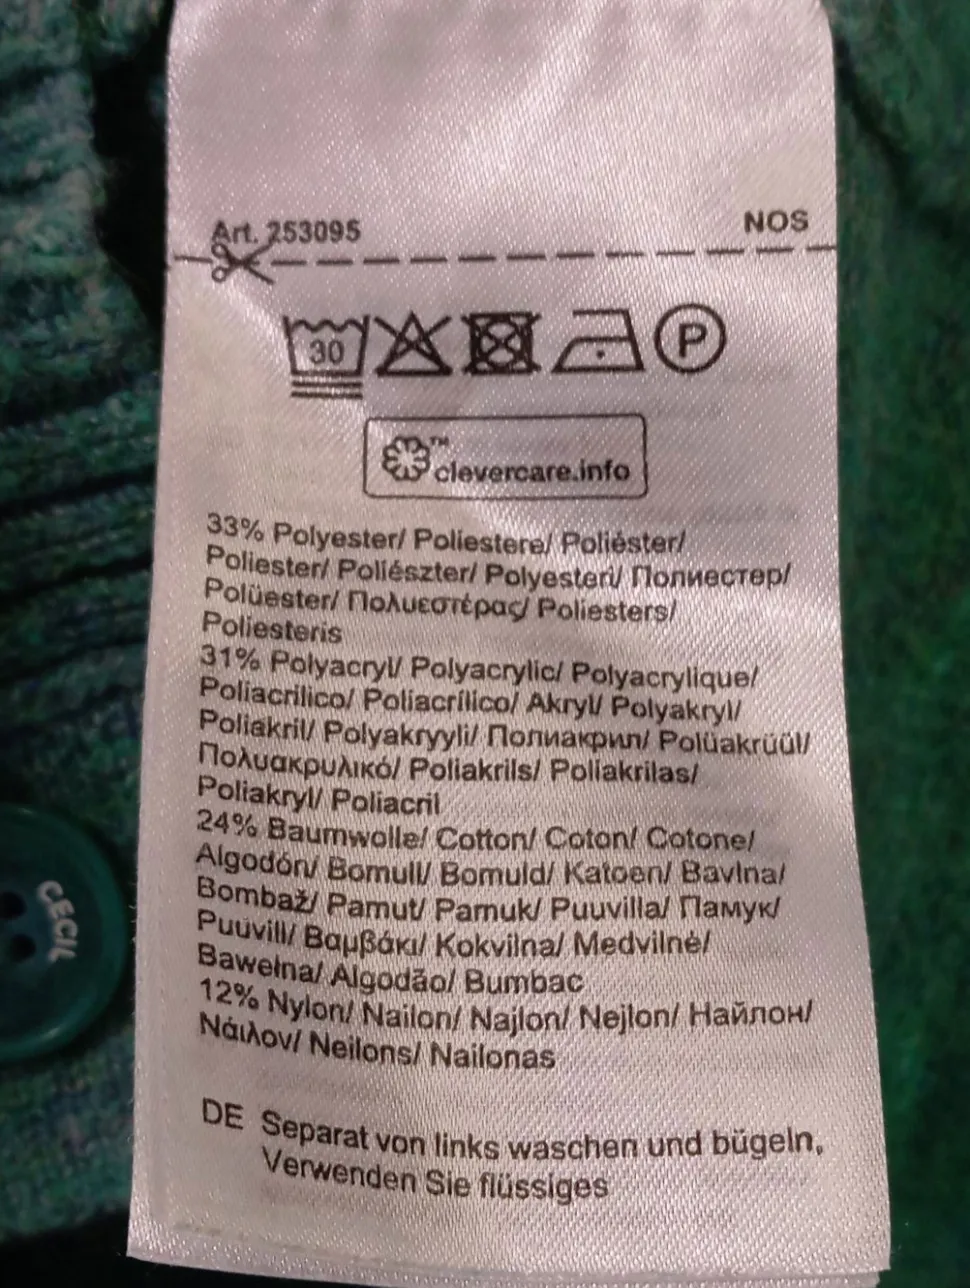 Art. 253095
NOS
30
P
TM
clevercare.info
33% Polyester/ Poliestere/ Poliéster/
Poliester/ Poliészter/ Polyesteri/ Полиестер/
Polüester/ Πολυεστέρας/ Poliesters/
Poliesteris
31% Polyacryl/ Polyacrylic/ Polyacrylique/
Poliacrilico/ Poliacrílico/ Akryl/ Polyakryl/
Poliakril/ Polyakryyli/ Полиакрил/ Polüakrüül/
Πολυακρυλικό/ Poliakrils/ Poliakrilas/
Poliakryl/ Poliacril
24% Baumwolle/ Cotton/ Coton/ Cotone/
Algodón/ Bomull/ Bomuld/ Katoen/ Bavlna/
Bombaž/ Pamut/ Pamuk/ Puuvilla/ Памук/
Puuvill/ Βαμβάκι/ Kokvilna/ Medvilnė/
Bawełna/ Algodão/ Bumbac
12% Nylon/ Nailon/ Najlon/ Nejlon/ Найлон/
Νάιλον/ Neilons/ Nailonas
DE Separat von links waschen und bügeln,
Verwenden Sie flüssiges
CECIL